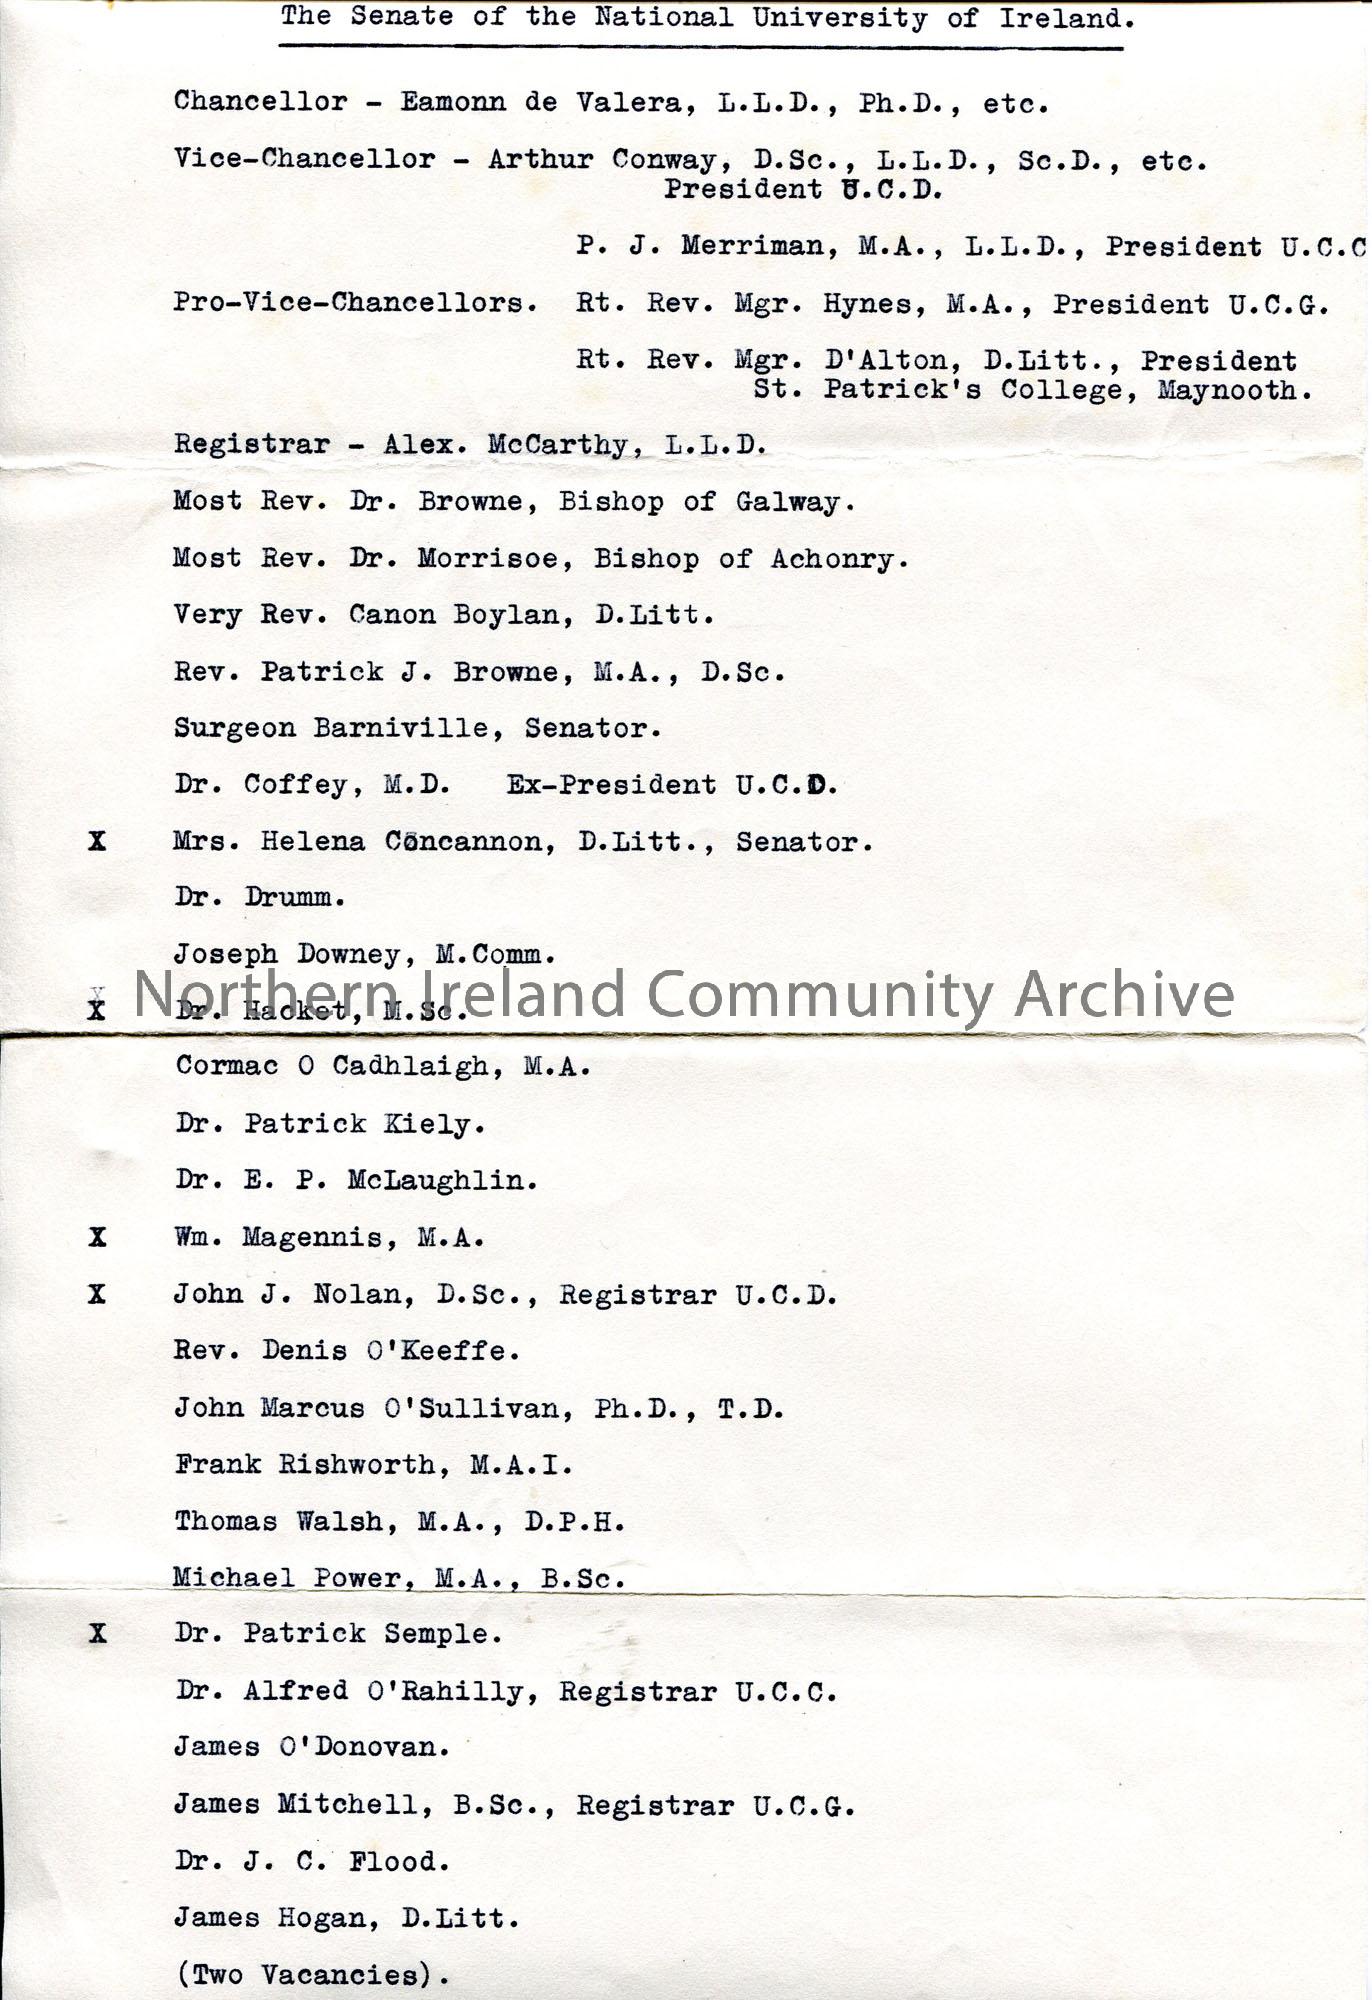 The Senate of the National University of Ireland.
Chancellor - Eamonn de Valera, L.L.D., Ph.D., etc.
Vice-Chancellor - Arthur Conway, D.Sc., L.L.D., Sc.D., etc.
President U.C.D.
P. J. Merriman, M.A., L.L.D., President U.C.C
Pro-Vice-Chancellors. Rt. Rev. Mgr. Hynes, M.A., President U.C.G.
Rt. Rev. Mgr. D'Alton, D.Litt., President
St. Patrick's College, Maynooth.
Registrar - Alex. McCarthy, L.L.D.
Most Rev. Dr. Browne, Bishop of Galway.
Most Rev. Dr. Morrisoe, Bishop of Achonry.
Very Rev. Canon Boylan, D.Litt.
Rev. Patrick J. Browne, M.A., D.Sc.
Surgeon Barniville, Senator.
Dr. Coffey, M.D. Ex-President U.C.D.
X Mrs. Helena Concannon, D.Litt., Senator.
Dr. Drumm.
Joseph Downey, M.Comm.
Northern Ireland Community Archive
X Dr. Hacket, M.Sc.
Cormac O Cadhlaigh, M.A.
Dr. Patrick Kiely.
Dr. E. P. McLaughlin.
X Wm. Magennis, M.A.
X John J. Nolan, D.Sc., Registrar U.C.D.
Rev. Denis O'Keeffe.
John Marcus O'Sullivan, Ph.D., T.D.
Frank Rishworth, M.A.I.
Thomas Walsh, M.A., D.P.H.
Michael Power, M.A., B.Sc.
X Dr. Patrick Semple.
Dr. Alfred O'Rahilly, Registrar U.C.C.
James O'Donovan.
James Mitchell, B.Sc., Registrar U.C.G.
Dr. J. C. Flood.
James Hogan, D.Litt.
(Two Vacancies).